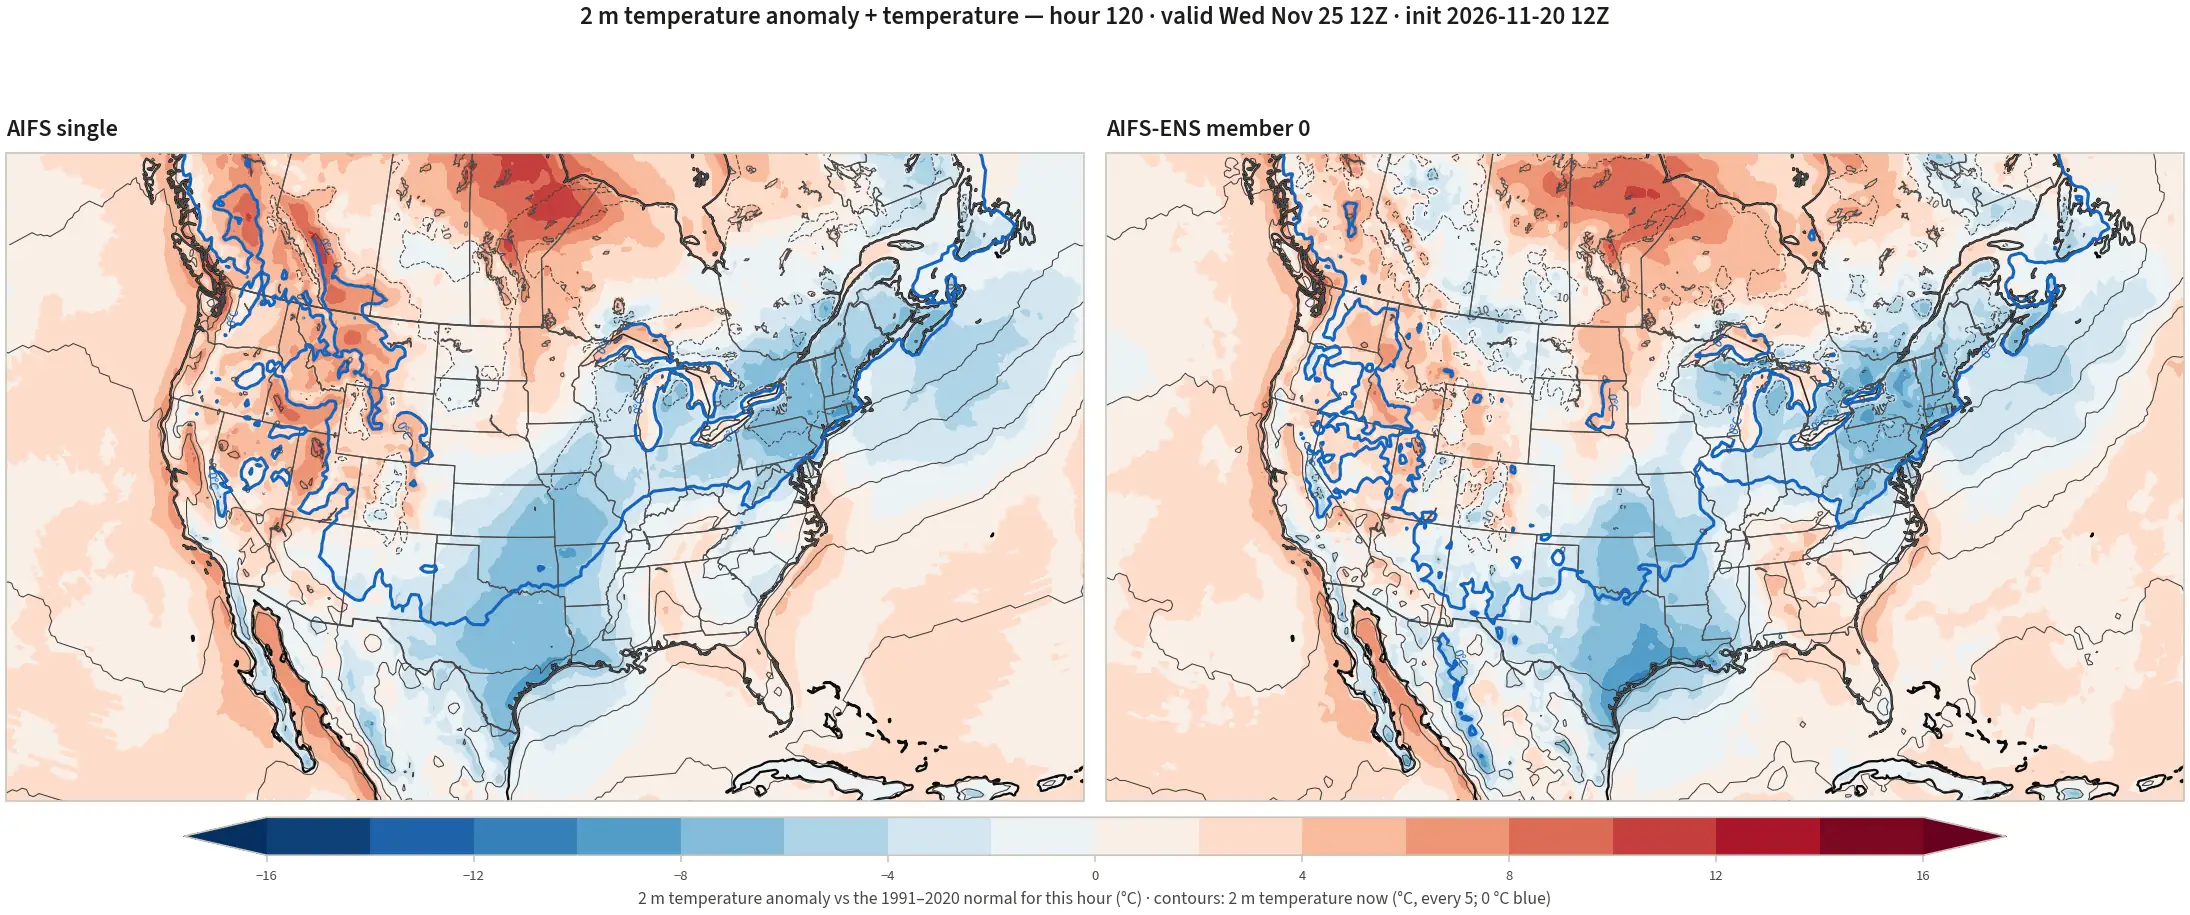 2 m temperature anomaly + temperature — hour 120 · valid Wed Nov 25 12Z · init 2026-11-20 12Z
AIFS single
AIFS-ENS member 0
−16
−12
−8
−4
0
4
8
12
16
2 m temperature anomaly vs the 1991–2020 normal for this hour (°C) · contours: 2 m temperature now (°C, every 5; 0 °C blue)